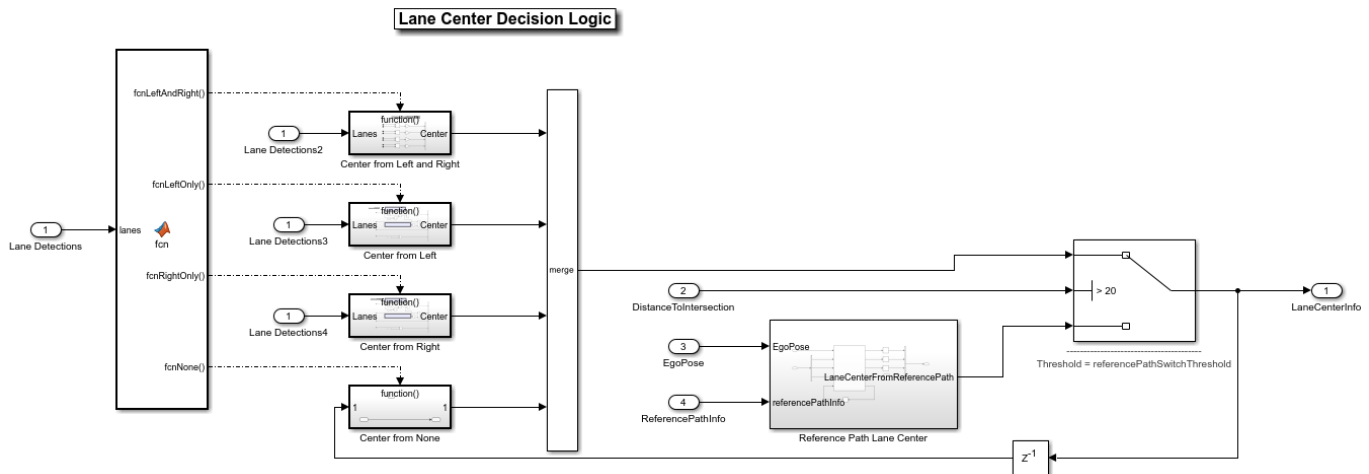 Lane Center Decision Logic
fcnLeftAndRight()
function()
1
Lanes
Center
Lane Detections2
Center from Left and Right
fcnLeftOnly()
function()
1
Lanes
Center
Lane Detections3
Center from Left
1
lanes
fcn
Lane Detections
merge
fcnRightOnly()
function()
1
Lanes
Center
Lane Detections4
Center from Right
fcnNone()
function()
1
1
Center from None
2
DistanceToIntersection
> 20
1
LaneCenterInfo
3
EgoPose
EgoPose
LaneCenterFromReferencePath
4
ReferencePathInfo
referencePathInfo
Reference Path Lane Center
Threshold = referencePathSwitchThreshold
z-1